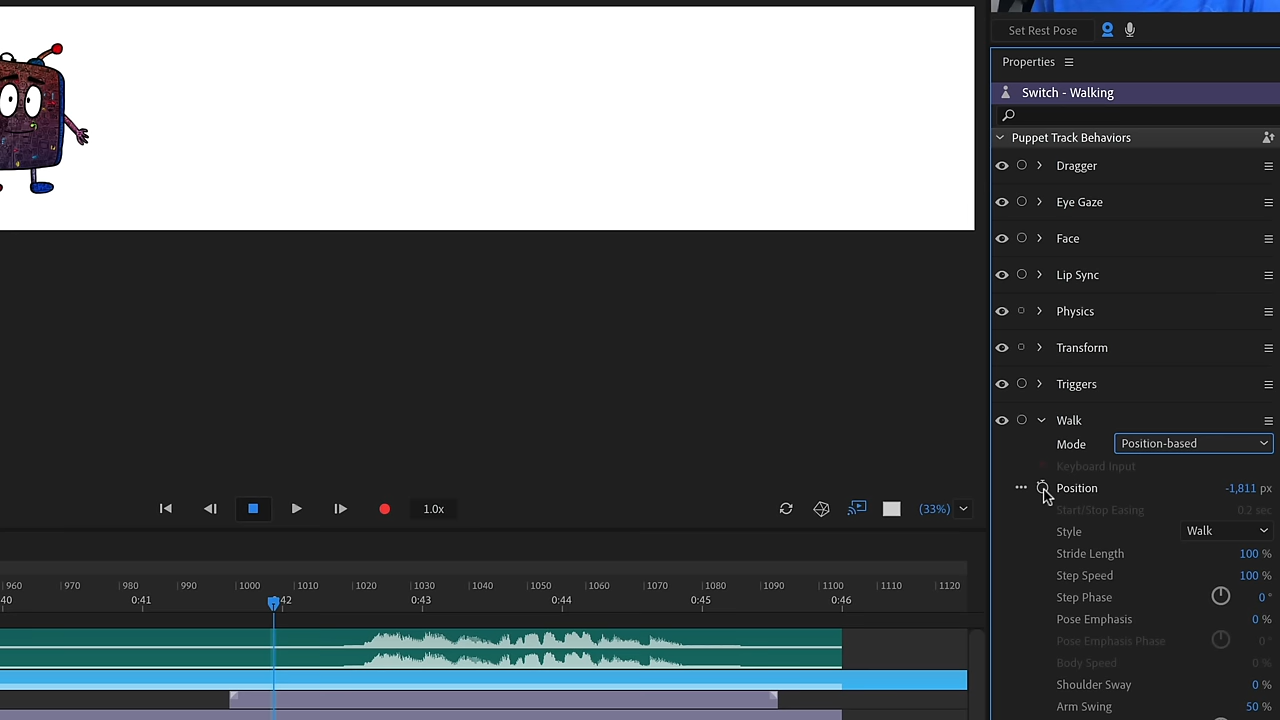 Set Rest Pose
Properties
Switch - Walking
Puppet Track Behaviors
Dragger
Eye Gaze
Face
Lip Sync
Physics
Transform
Triggers
Walk
Mode Position-based
Keyboard Input
Position -1,811 px
Start/Stop Easing 0.2 sec
Style Walk
Stride Length 100 %
Step Speed 100 %
Step Phase 0 °
Pose Emphasis 0 %
Pose Emphasis Phase 0 °
Body Speed 0 %
Shoulder Sway 0 %
Arm Swing 50 %
1.0x (33%)
960 970 980 990 1000 1010 1020 1030 1040 1050 1060 1070 1080 1090 1100 1110 1120
40 0:41 42 0:43 0:44 0:45 0:46